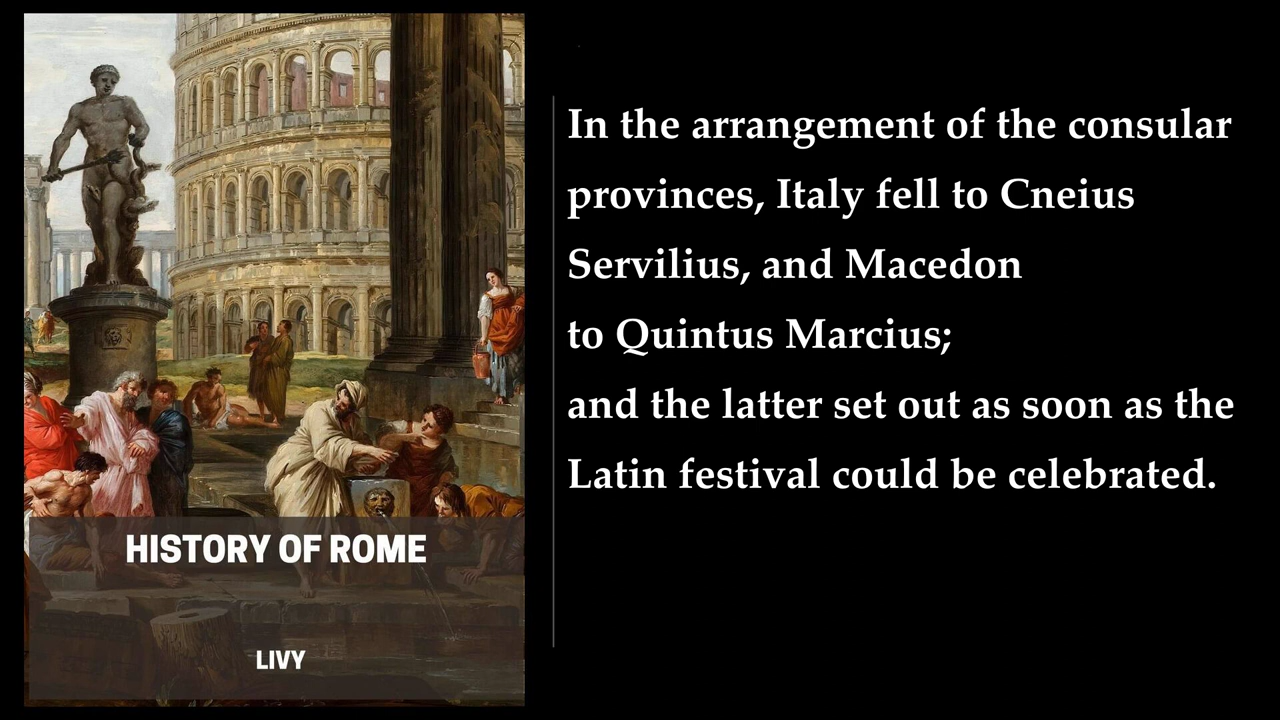 HISTORY OF ROME
LIVY
In the arrangement of the consular
provinces, Italy fell to Cneius
Servilius, and Macedon
to Quintus Marcius;
and the latter set out as soon as the
Latin festival could be celebrated.